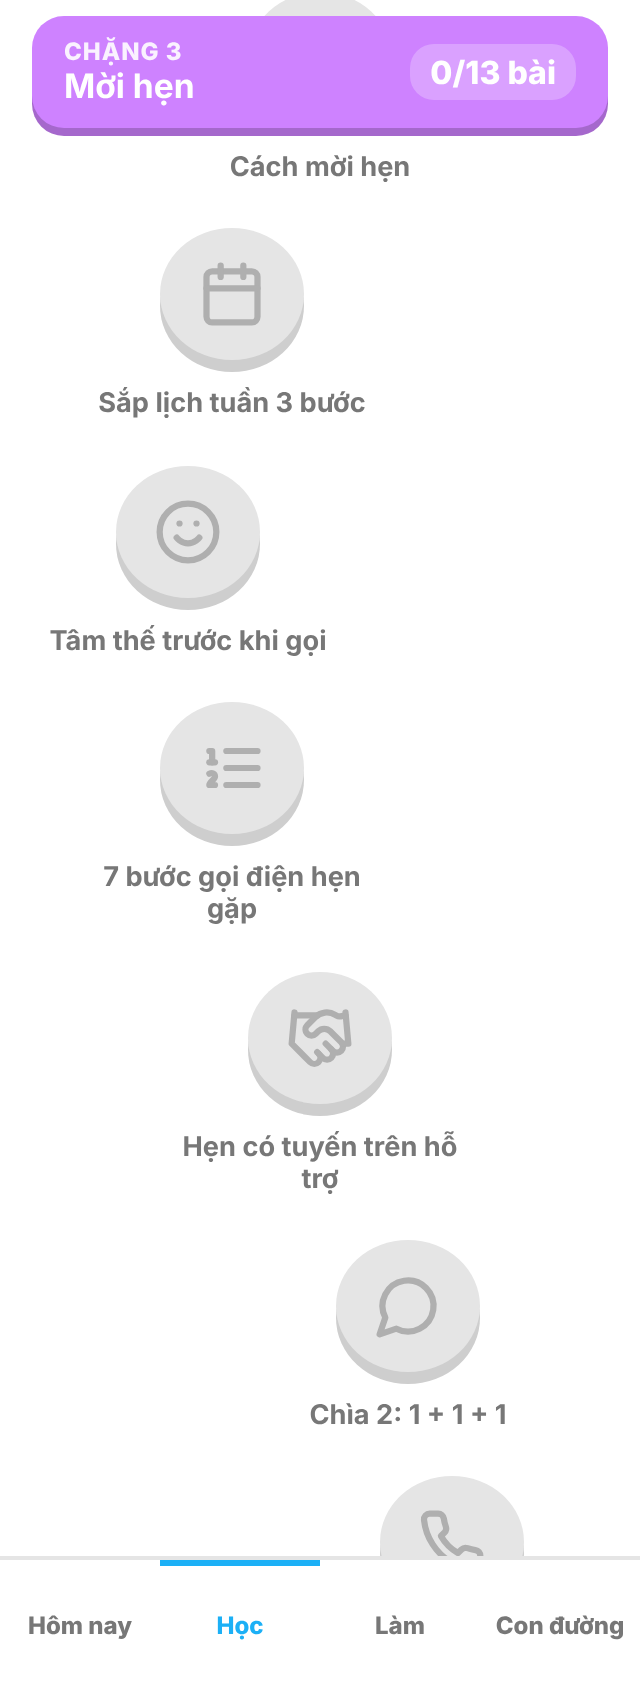 CHẶNG 3
Mời hẹn
0/13 bài
Cách mời hẹn
Sắp lịch tuần 3 bước
Tâm thế trước khi gọi
7 bước gọi điện hẹn
gặp
Hẹn có tuyến trên hỗ
trợ
Chìa 2: 1 + 1 + 1
Hôm nay
Học
Làm
Con đường